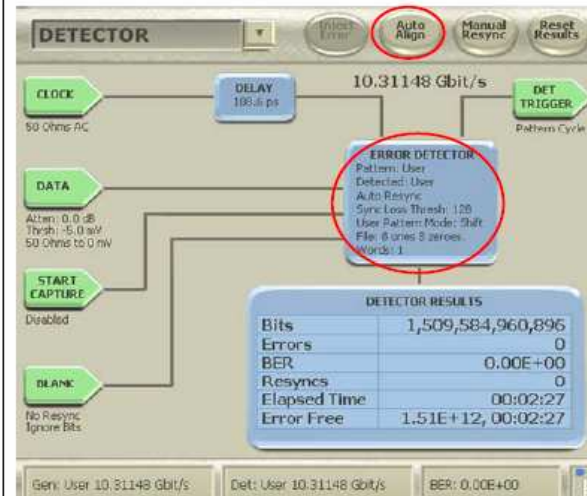 DETECTOR
Inject Error
Auto Align
Manual Resync
Reset Results
CLOCK
50 Ohms AC
DELAY
108.6 ps
10.31148 Gbit/s
DET TRIGGER
Pattern Cycle
DATA
Atten: 0.0 dB
Thrsh: -5.0 mV
50 Ohms to 0 mV
ERROR DETECTOR
Pattern: User
Detected: User
Auto Resync
Sync Loss Thresh: 128
User Pattern Mode: Shift
File: 8 ones 8 zeroes.
Words: 1
START CAPTURE
Disabled
BLANK
No Resync
Ignore Bits
DETECTOR RESULTS
Bits 1,509,584,960,896
Errors 0
BER 0.00E+00
Resyncs 0
Elapsed Time 00:02:27
Error Free 1.51E+12, 00:02:27
Gen: User 10.31148 Gbit/s
Det: User 10.31148 Gbit/s
BER: 0.00E+00